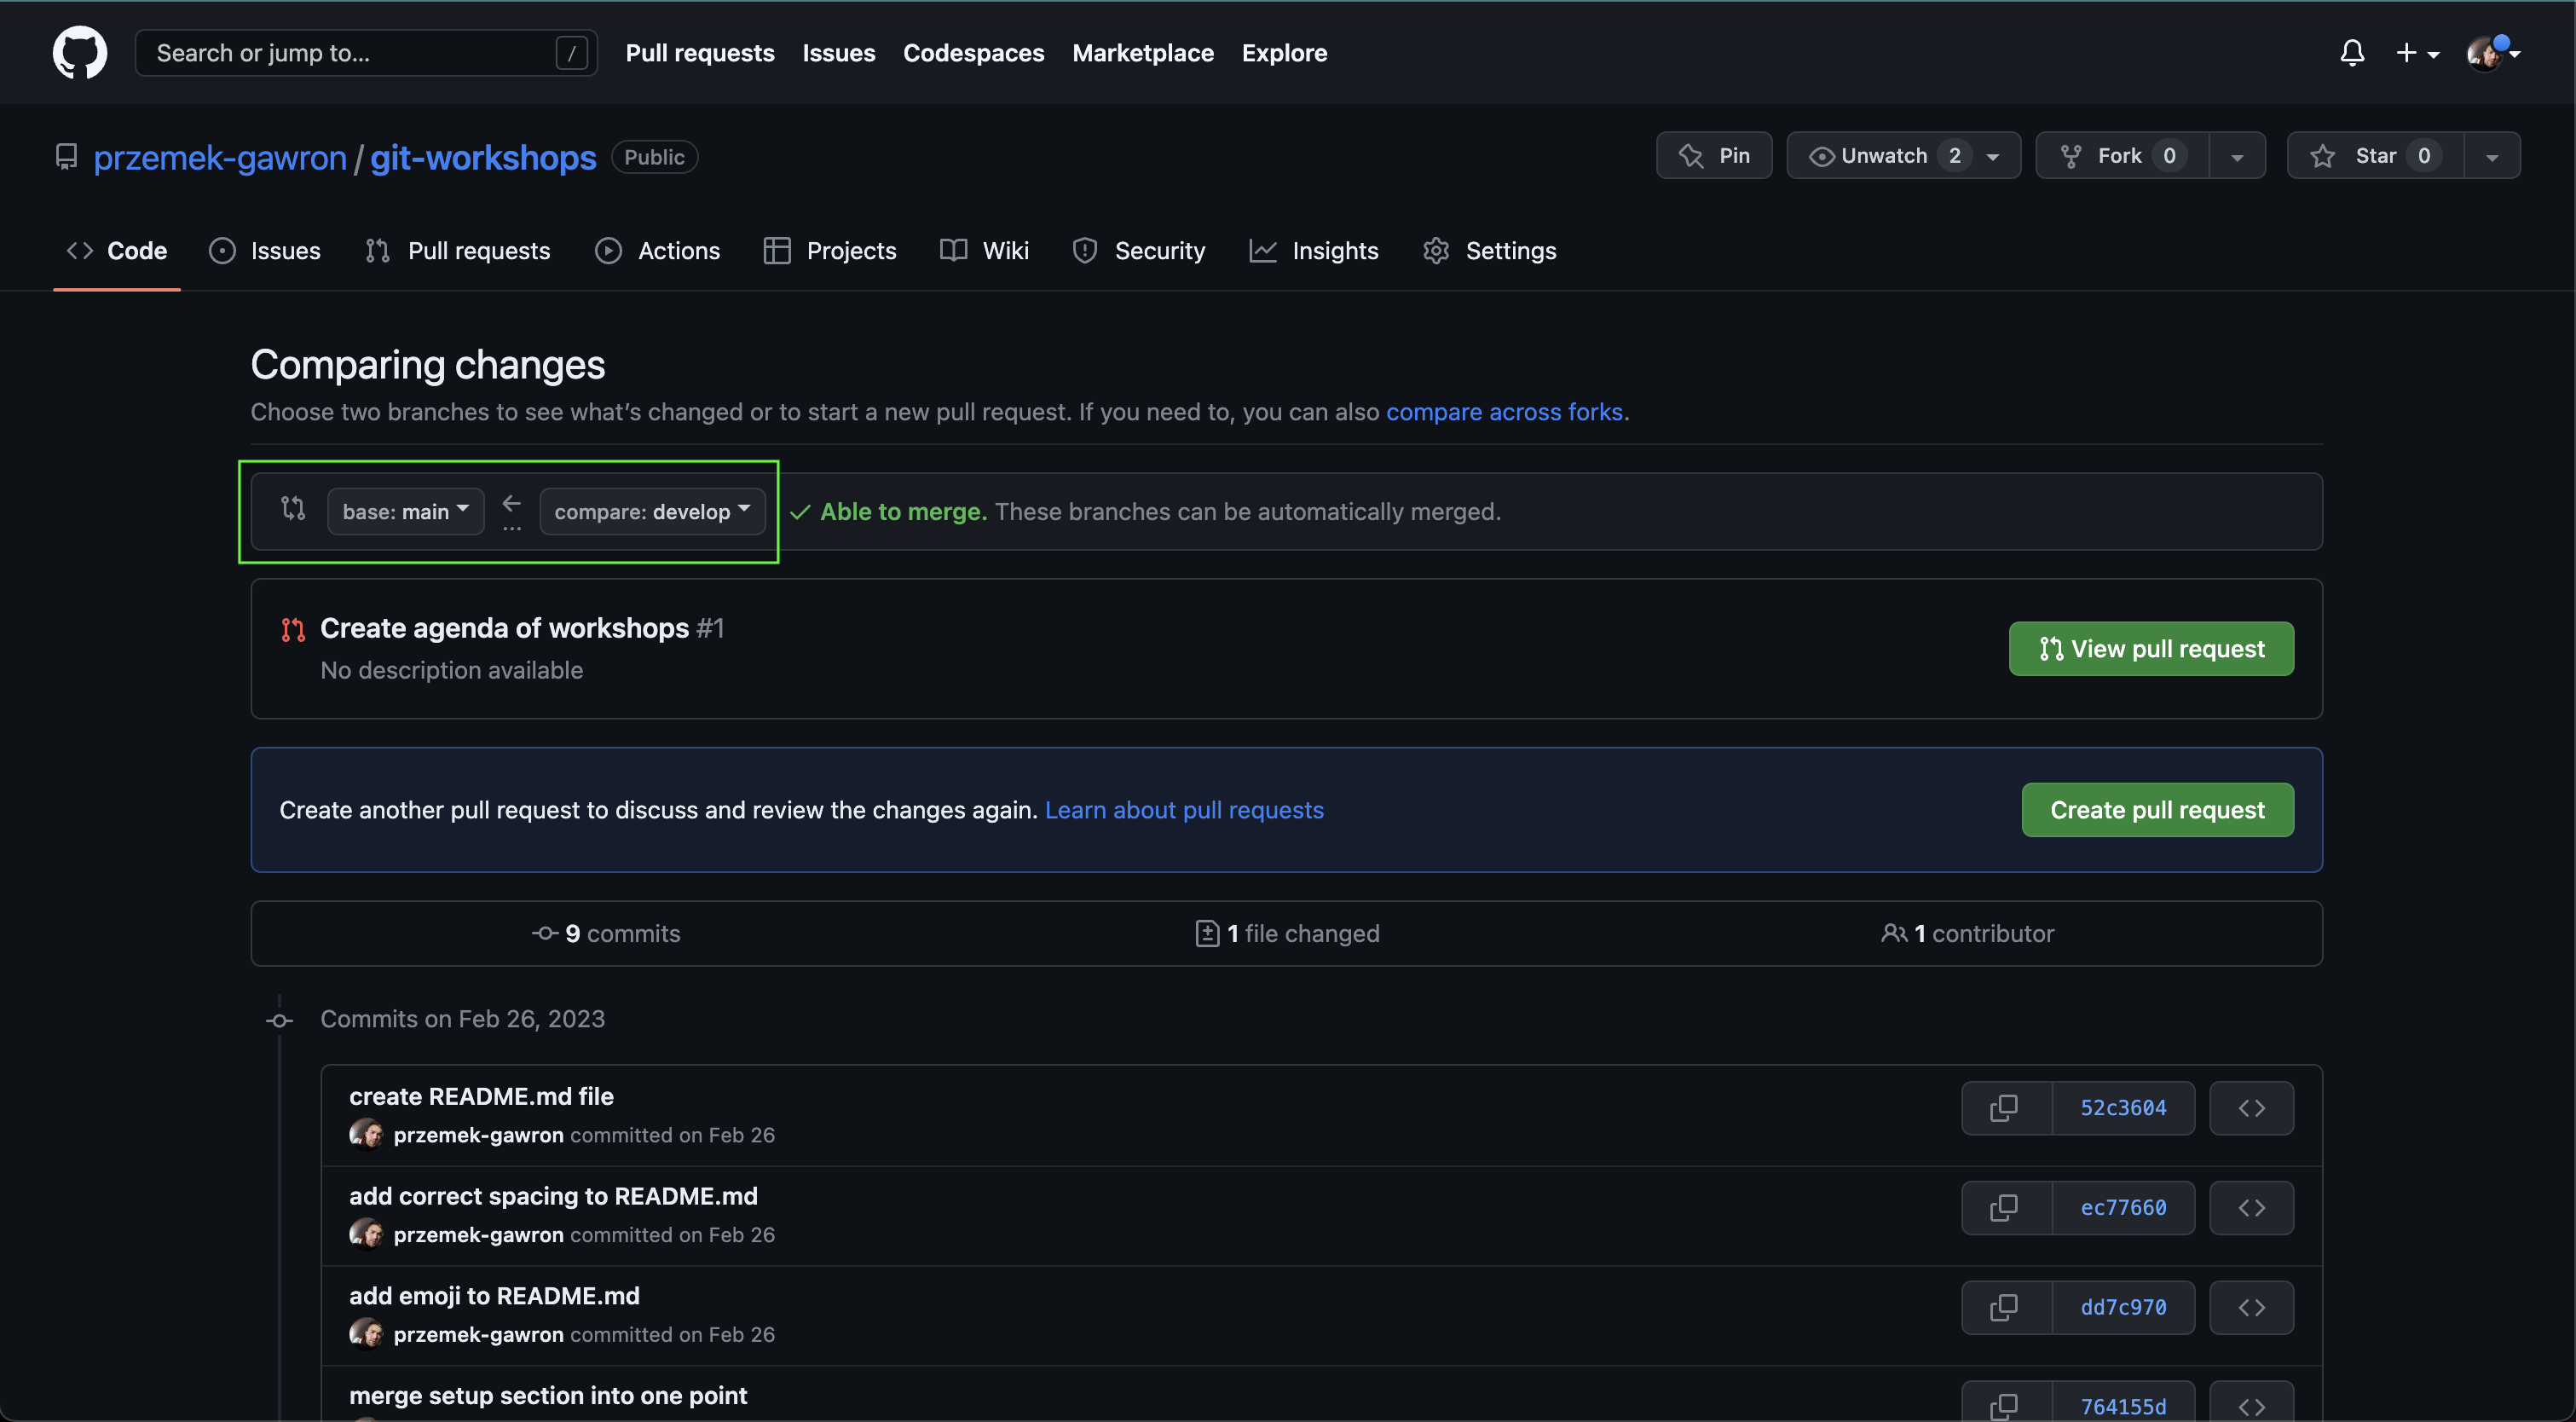 Search or jump to... / Pull requests Issues Codespaces Marketplace Explore
przemek-gawron / git-workshops Public Pin Unwatch 2 Fork 0 Star 0
Code Issues Pull requests Actions Projects Wiki Security Insights Settings
Comparing changes
Choose two branches to see what’s changed or to start a new pull request. If you need to, you can also compare across forks.
base: main ... compare: develop Able to merge. These branches can be automatically merged.
Create agenda of workshops #1
No description available
View pull request
Create another pull request to discuss and review the changes again. Learn about pull requests Create pull request
9 commits 1 file changed 1 contributor
Commits on Feb 26, 2023
create README.md file
przemek-gawron committed on Feb 26
52c3604
add correct spacing to README.md
przemek-gawron committed on Feb 26
ec77660
add emoji to README.md
przemek-gawron committed on Feb 26
dd7c970
merge setup section into one point
764155d